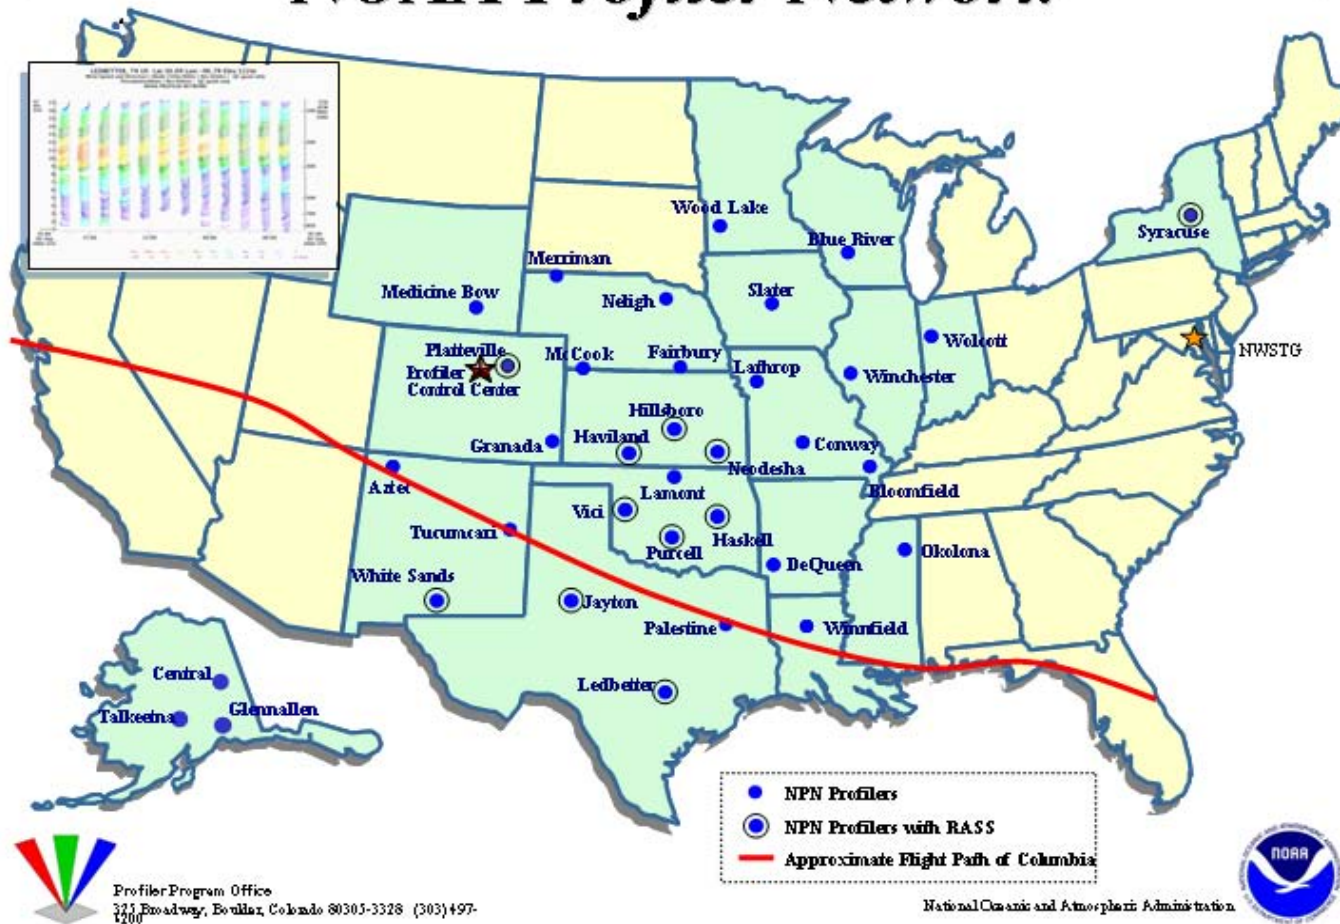 NOAA Profiler Network
Wood Lake
Blue River
Syracuse
Merriman
Medicine Bow
Neligh
Slater
Wolcott
NWSTG
Platteville
McCook
Fairbury
Lathrop
Winchester
Profiler
Control Center
Hillsboro
Granada
Haviland
Conway
Neodesha
Aztec
Lamont
Bloomfield
Vici
Tucumcari
Haskell
Purcell
Okolona
DeQueen
White Sands
Jayton
Palestine
Winnfield
Ledbetter
Central
Talkeetna
Glennallen
NPN Profilers
NPN Profilers with RASS
Approximate Flight Path of Columbia
Profiler Program Office
325 Broadway, Boulder, Colorado 80305-3328 (303)497-
1200
National Oceanic and Atmospheric Administration
NOAA